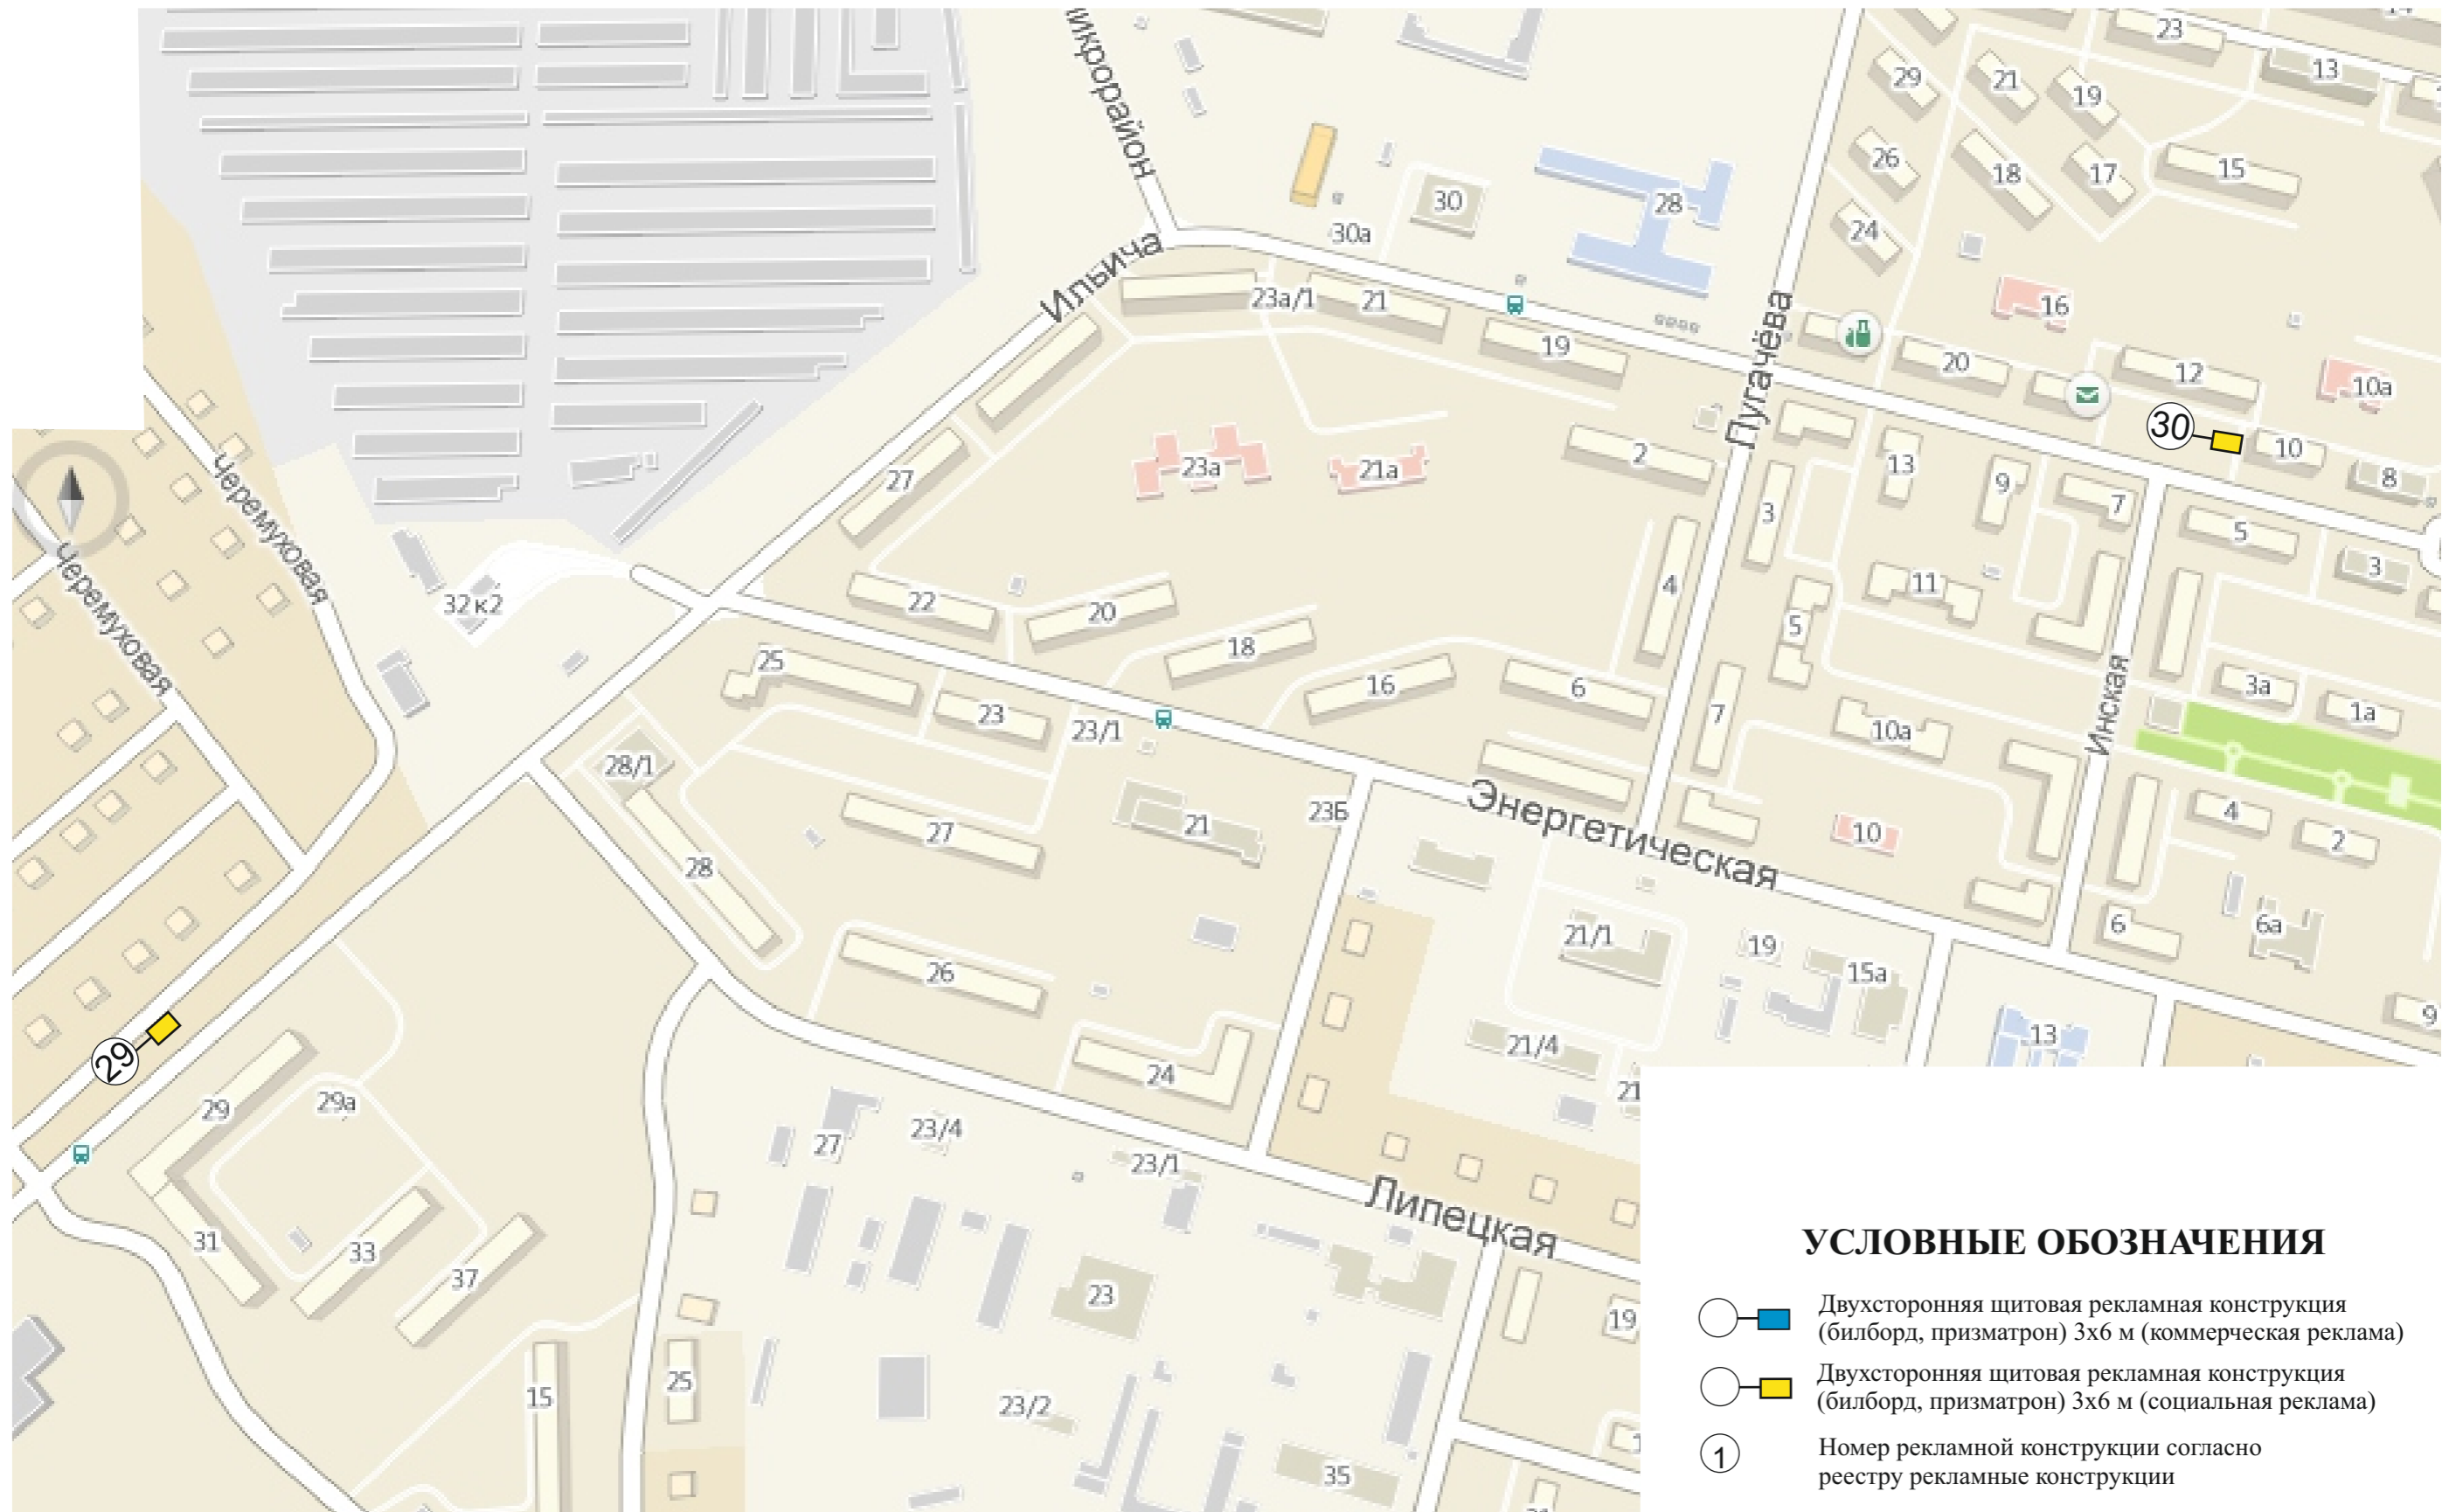 23
13
29
21
19
26
18
17
15
24
30
28
30а
икрорайон
Ильича
23а/1
21
19
16
20
12
10а
Пугачёва
30
10
8
2
13
9
7
3
5
3
23а
21а
27
Черемуховая
Черемуховая
32к2
22
20
18
16
6
4
11
5
7
10а
3а
1а
Инская
25
23
23/1
28/1
21
23Б
Энергетическая
10
4
2
27
28
6
6а
21/1
19
15а
26
13
9
21/4
24
21
29
29
29а
27
23/4
23/1
Липецкая
31
33
37
23
19
25
15
23/2
35
УСЛОВНЫЕ ОБОЗНАЧЕНИЯ
Двухсторонняя щитовая рекламная конструкция
(билборд, призматрон) 3х6 м (коммерческая реклама)
Двухсторонняя щитовая рекламная конструкция
(билборд, призматрон) 3х6 м (социальная реклама)
1
Номер рекламной конструкции согласно
реестру рекламные конструкции